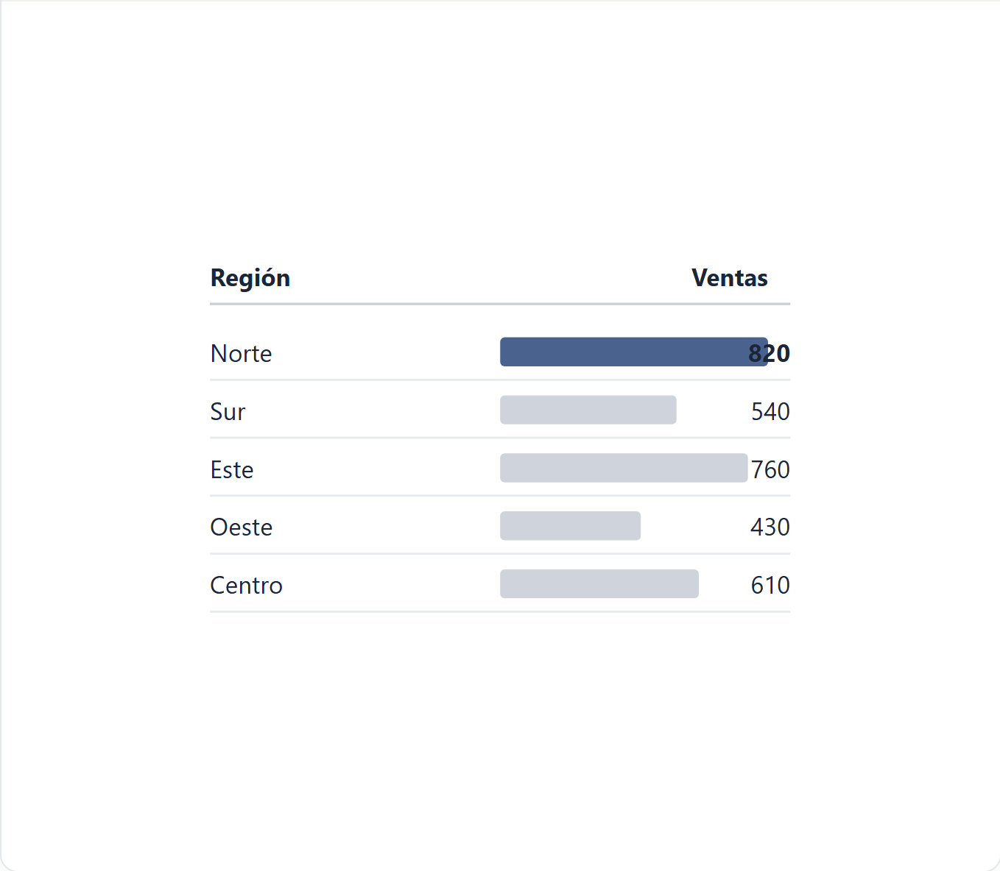 Región Ventas
Norte 820
Sur 540
Este 760
Oeste 430
Centro 610